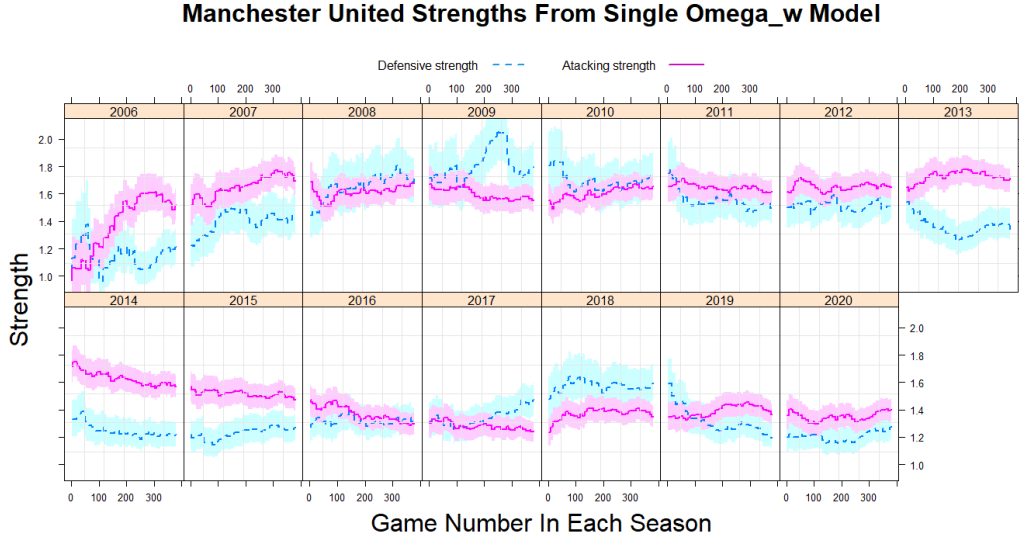 Manchester United Strengths From Single Omega_w Model
Defensive strength Atacking strength
0 100 200 300 0 100 200 300 0 100 200 300 0 100 200 300
2006 2007 2008 2009 2010 2011 2012 2013
2.0
1.8
1.6
1.4
1.2
1.0
Strength
2014 2015 2016 2017 2018 2019 2020
2.0
1.8
1.6
1.4
1.2
1.0
0 100 200 300 0 100 200 300 0 100 200 300 0 100 200 300
Game Number In Each Season